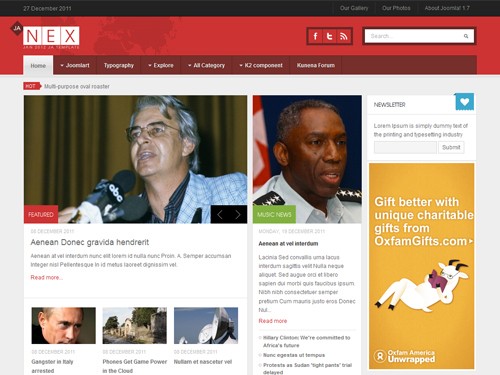 27 December 2011
Our Gallery
Our Photos
About Joomla! 1.7
JA
NEX
JAN 2012 JA TEMPLATE
Search...
Home
Joomlart
Typography
Explore
All Category
K2 component
Kunena Forum
HOT
Multi-purpose oval roaster
abc
FEATURED
08 DECEMBER 2011
Aenean Donec gravida hendrerit
Aenean at vel interdum nunc elit lorem id nulla nunc Proin. A, Semper accumsan
Integer nisl Pellentesque In id metus laoreet dignissim vel.
Read more...
08 DECEMBER 2011
Gangster in Italy
arrested
08 DECEMBER 2011
Phones Get Game Power
in the Cloud
08 DECEMBER 2011
Nullam at nascetur vel
MUSIC NEWS
MONDAY, 19 DECEMBER 2011
Aenean at vel interdum
Lacinia Sed convallis urna lacus
interdum sagittis velit Nulla neque
aliquet. Sed augue orci et libero
sapien dui morbi quis faucibus ipsum.
Nibh nibh consectetuer semper
pretium Cum mauris justo eros Donec
Nul...
Read more
Hillary Clinton: We're committed to
Africa's future
Nunc egestas ut tempus
Protests as Sudan 'tight pants' trial
delayed
NEWSLETTER
Lorem Ipsum is simply dummy text of
the printing and typesetting industry
Submit
Gift better with
unique charitable
gifts from
OxfamGifts.com
Oxfam America
Unwrapped